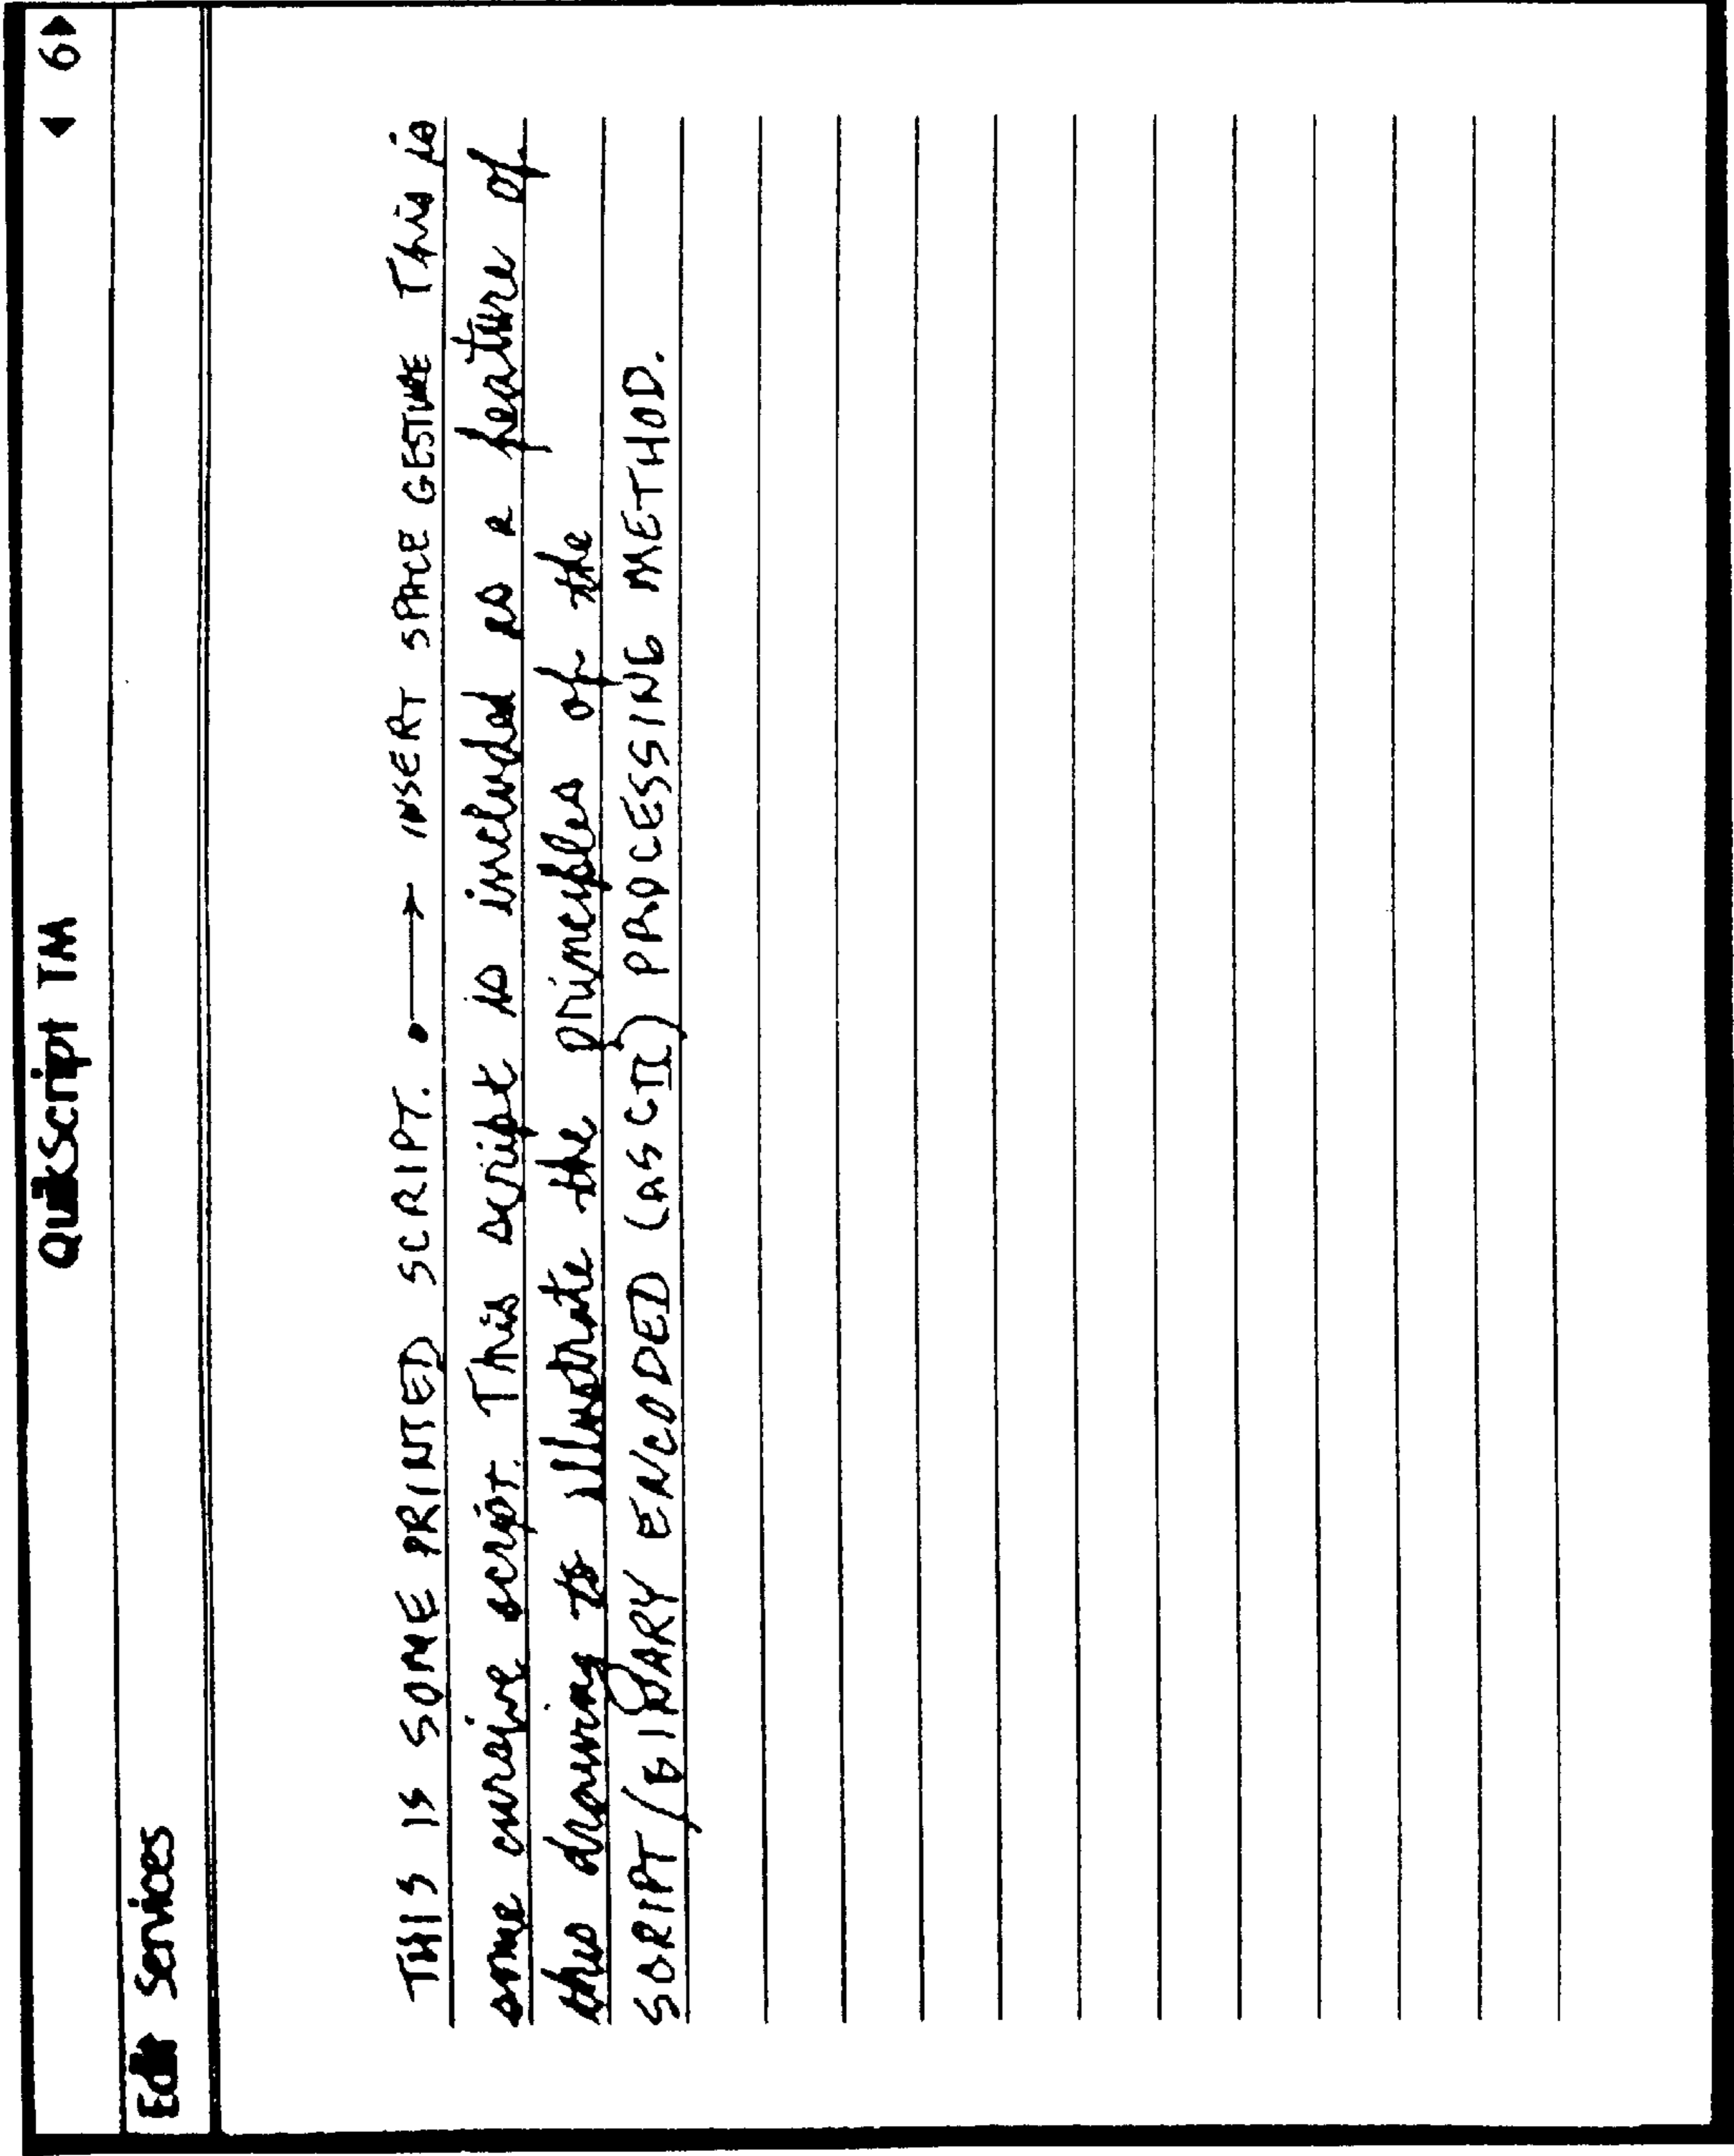 QuikScript TM ◀ 6▶
Edit Services
THIS IS SOME PRINTED SCRIPT. •⟶ INSERT SPACE GESTURE This is
some cursive script. This script is included as a feature of
this drawing to illustrate the principles of the
SCRIPT/BINARY ENCODED (ASCII) PROCESSING METHOD.